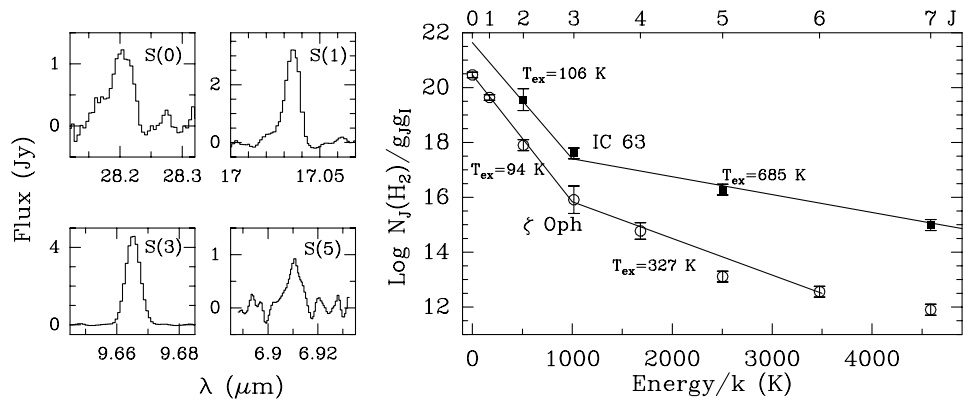 0 1 2 3 4 5 6 7 J
S(0)
S(1)
1
0
2
0
28.2 28.3
17 17.05
S(3)
S(5)
4
2
0
1
0
9.66 9.68
6.9 6.92
Flux (Jy)
λ (μm)
22
20
18
16
14
12
Log N_J(H_2)/g_Jg_I
T_ex=106 K
IC 63
T_ex=94 K
T_ex=685 K
ζ Oph
T_ex=327 K
0 1000 2000 3000 4000
Energy/k (K)